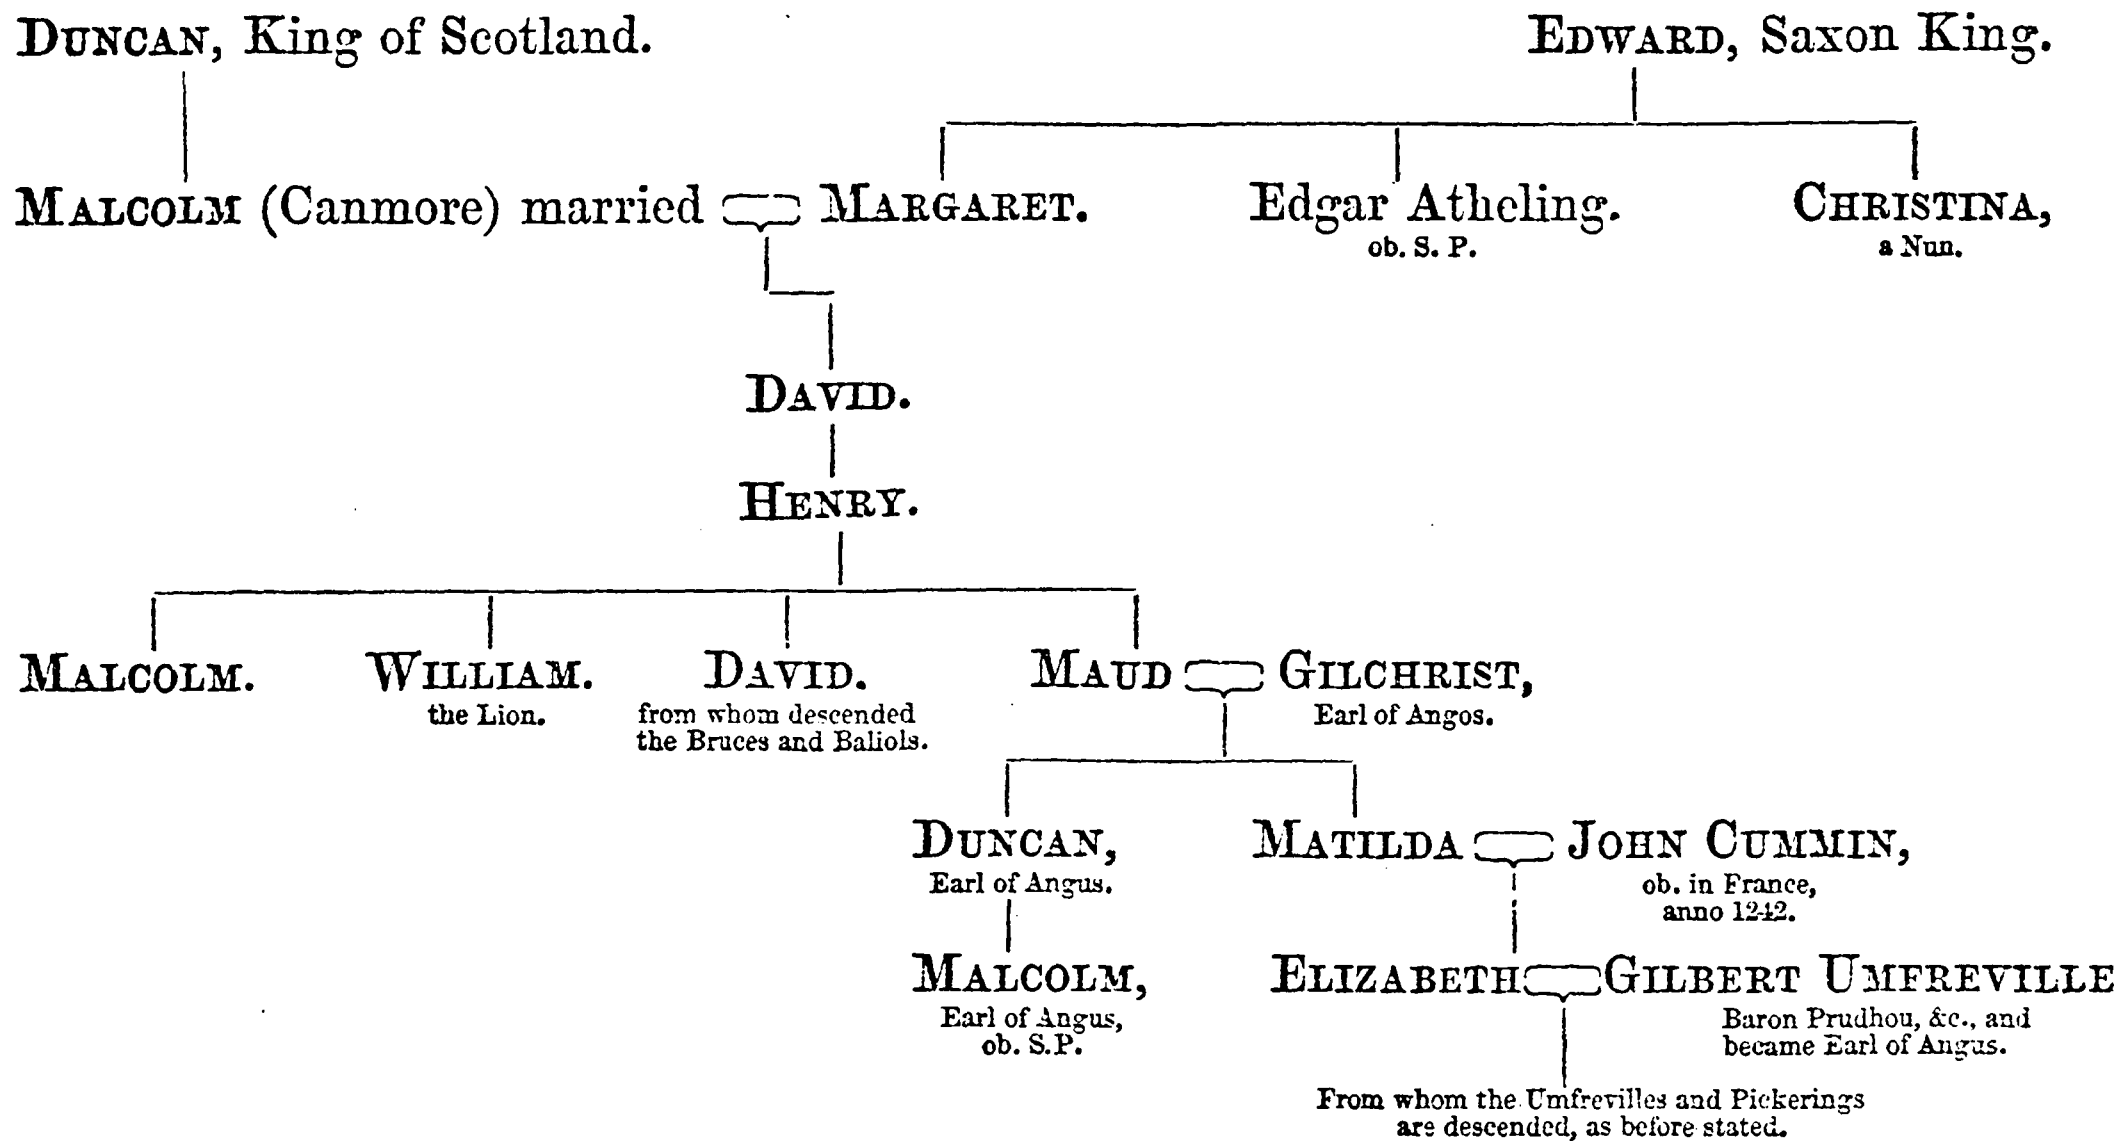 DUNCAN, King of Scotland.
EDWARD, Saxon King.
MALCOLM (Canmore) married MARGARET.
Edgar Atheling.
ob. S. P.
CHRISTINA,
a Nun.
DAVID.
HENRY.
MALCOLM.
WILLIAM.
the Lion.
DAVID.
from whom descended
the Bruces and Baliols.
MAUD
GILCHRIST,
Earl of Angos.
DUNCAN,
Earl of Angus.
MATILDA
JOHN CUMMIN,
ob. in France,
anno 1242.
MALCOLM,
Earl of Angus,
ob. S.P.
ELIZABETH
GILBERT UMFREVILLE
Baron Prudhou, &c., and
became Earl of Angus.
From whom the Umfrevilles and Pickerings
are descended, as before stated.